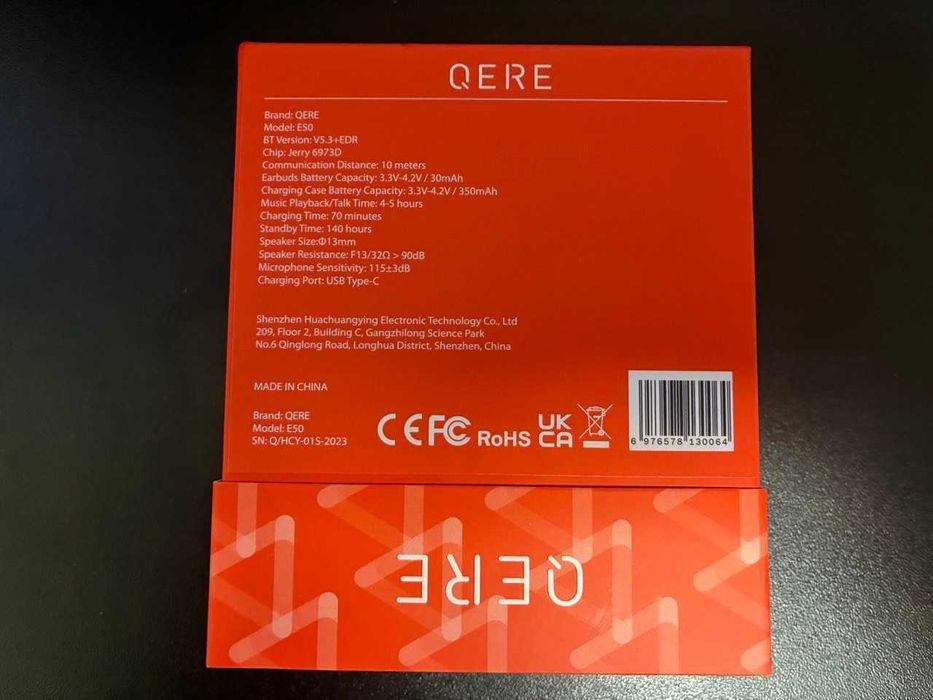 QERE
Brand: QERE
Model: E50
BT Version: V5.3+EDR
Chip: Jerry 6973D
Communication Distance: 10 meters
Earbuds Battery Capacity: 3.3V-4.2V / 30mAh
Charging Case Battery Capacity: 3.3V-4.2V / 350mAh
Music Playback/Talk Time: 4-5 hours
Charging Time: 70 minutes
Standby Time: 140 hours
Speaker Size:Φ13mm
Speaker Resistance: F13/32Ω > 90dB
Microphone Sensitivity: 115±3dB
Charging Port: USB Type-C
Shenzhen Huachuangying Electronic Technology Co., Ltd
209, Floor 2, Building C, Gangzhilong Science Park
No.6 Qinglong Road, Longhua District, Shenzhen, China
MADE IN CHINA
Brand: QERE
Model: E50
SN: Q/HCY-01S-2023
CE FC RoHS UK CA
6 976578 130064
QERE